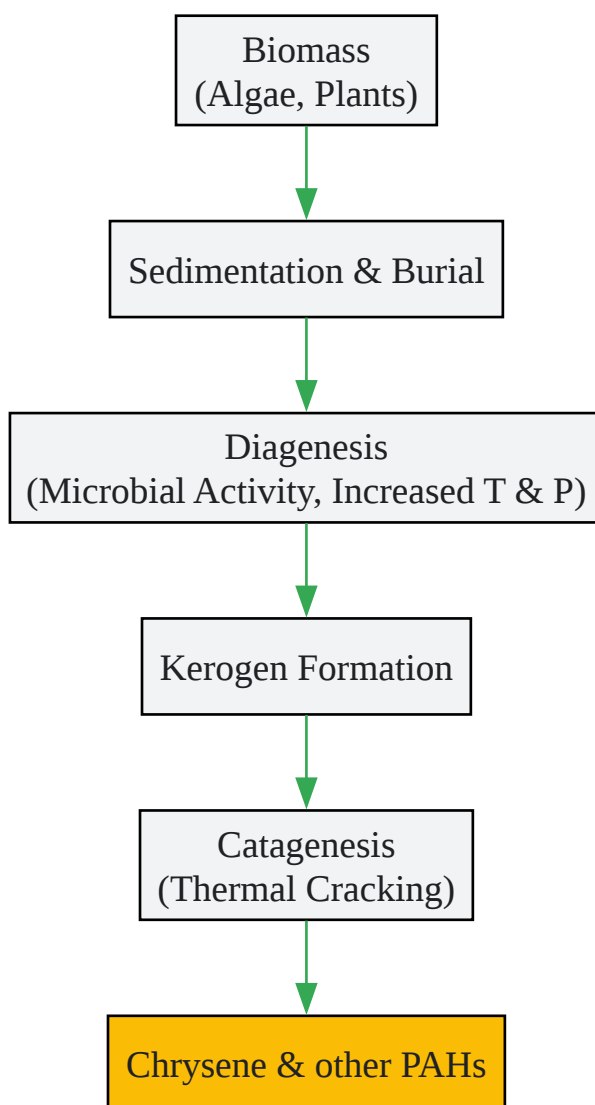 Biomass
(Algae, Plants)
Sedimentation & Burial
Diagenesis
(Microbial Activity, Increased T & P)
Kerogen Formation
Catagenesis
(Thermal Cracking)
Chrysene & other PAHs